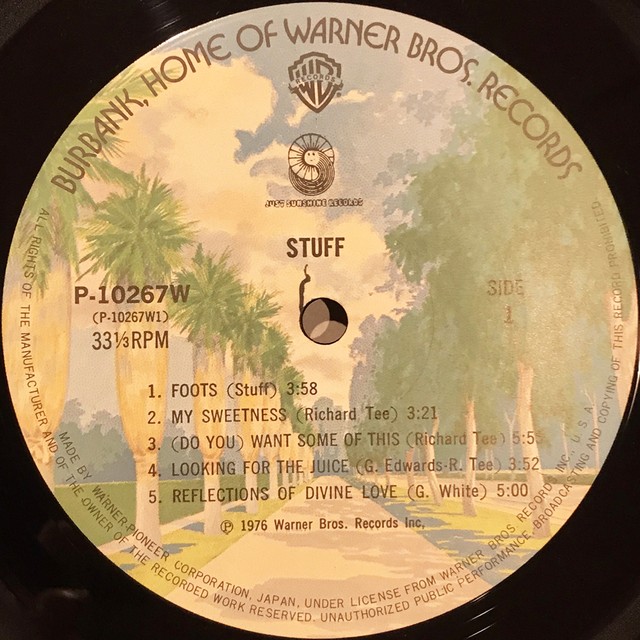 BURBANK, HOME OF WARNER BROS. RECORDS
RECORDS
JUST SUNSHINE RECORDS
STUFF
P-10267W
(P-10267W1)
33⅓RPM
SIDE
1
1. FOOTS (Stuff) 3:58
2. MY SWEETNESS (Richard Tee) 3:21
3. (DO YOU) WANT SOME OF THIS (Richard Tee) 5:55
4. LOOKING FOR THE JUICE (G. Edwards-R. Tee) 3:52
5. REFLECTIONS OF DIVINE LOVE (G. White) 5:00
Ⓟ 1976 Warner Bros. Records Inc,
MADE BY WARNER-PIONEER CORPORATION, JAPAN, UNDER LICENSE FROM WARNER BROS RECORDS INC., U.S.A.
ALL RIGHTS OF THE MANUFACTURER AND OF THE OWNER OF THE RECORDED WORK RESERVED. UNAUTHORIZED PUBLIC PERFORMANCE, BROADCASTING AND COPYING OF THIS RECORD PROHIBITED.